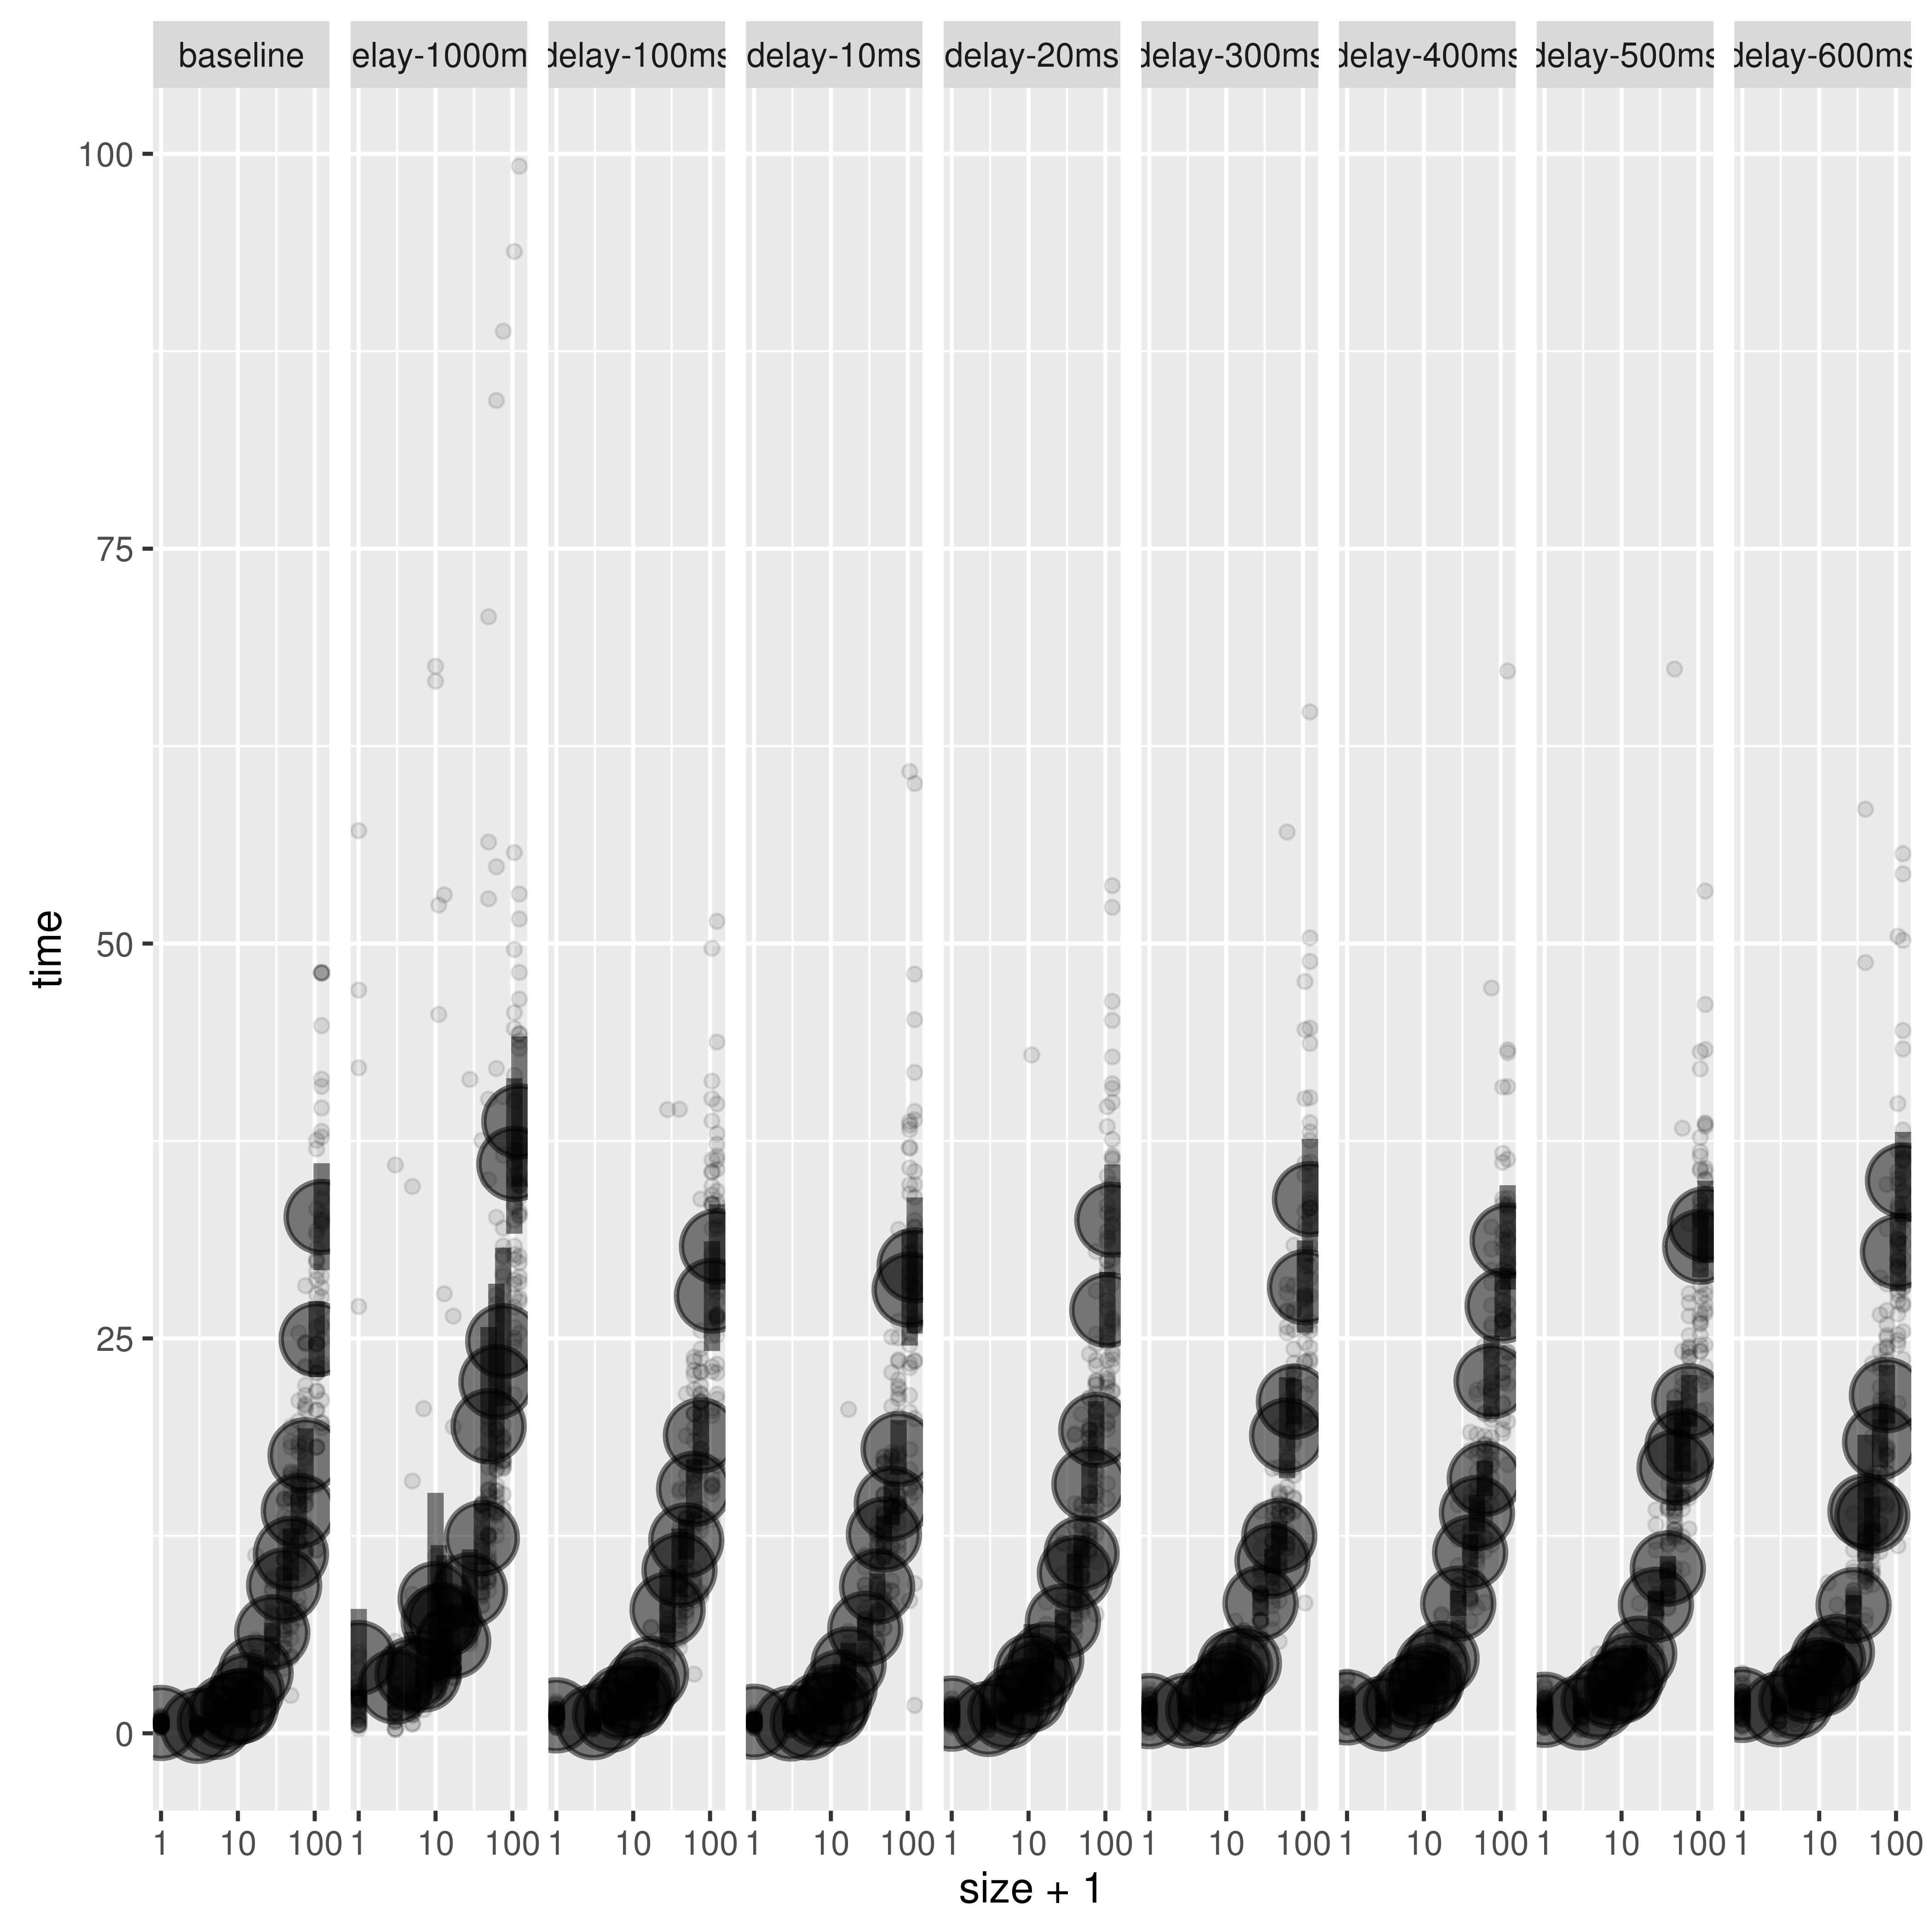 baseline elay-1000m delay-100ms delay-10ms delay-20ms delay-300ms delay-400ms delay-500ms delay-600ms
100
75
50
25
0
time
1 10 100 1 10 100 1 10 100 1 10 100 1 10 100 1 10 100 1 10 100 1 10 100 1 10 100
size + 1